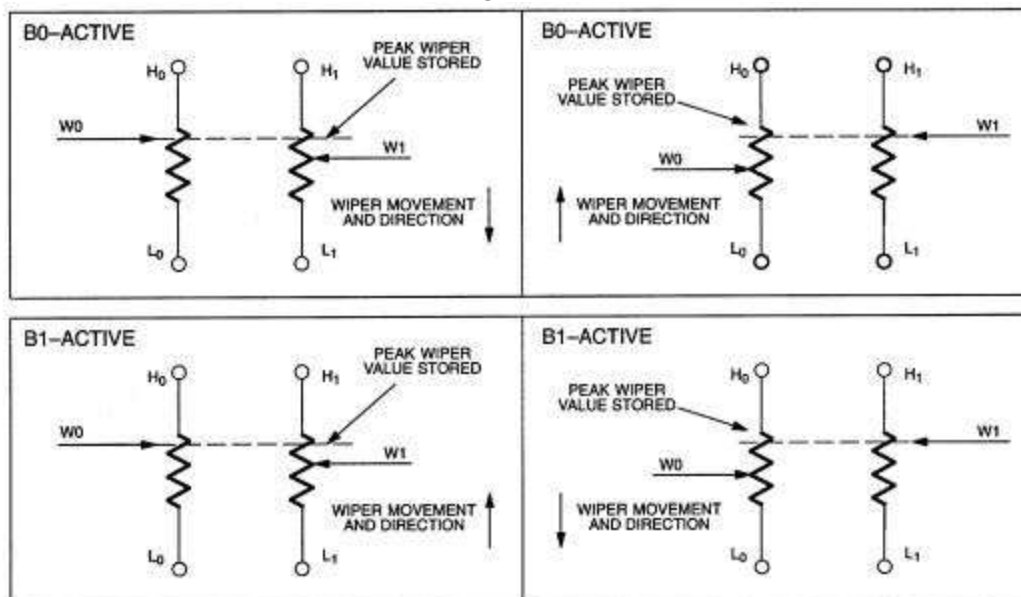 B0–ACTIVE
PEAK WIPER
VALUE STORED
H0
H1
W0
W1
WIPER MOVEMENT
AND DIRECTION
L0
L1
B0–ACTIVE
H0
H1
PEAK WIPER
VALUE STORED
W1
W0
WIPER MOVEMENT
AND DIRECTION
L0
L1
B1–ACTIVE
PEAK WIPER
VALUE STORED
H0
H1
W0
W1
WIPER MOVEMENT
AND DIRECTION
L0
L1
B1–ACTIVE
H0
H1
PEAK WIPER
VALUE STORED
W1
W0
WIPER MOVEMENT
AND DIRECTION
L0
L1